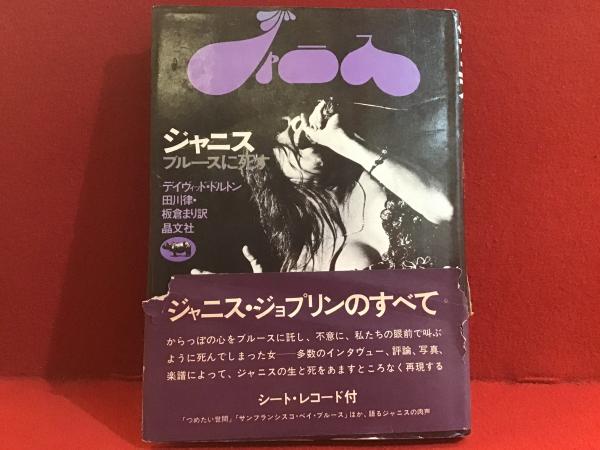 ジャニス
ジャニス
ブルースに死す
デイヴィッド・ドルトン
田川律・
板倉まり訳
晶文社
ジャニス・ジョプリンのすべて
からっぽの心をブルースに託し、不意に、私たちの眼前で叫ぶ
ように死んでしまった女──多数のインタヴュー、評論、写真、
楽譜によって、ジャニスの生と死をあますところなく再現する
シート・レコード付
「つめたい世間」「サンフランシスコ・ベイ・ブルース」ほか、語るジャニスの肉声